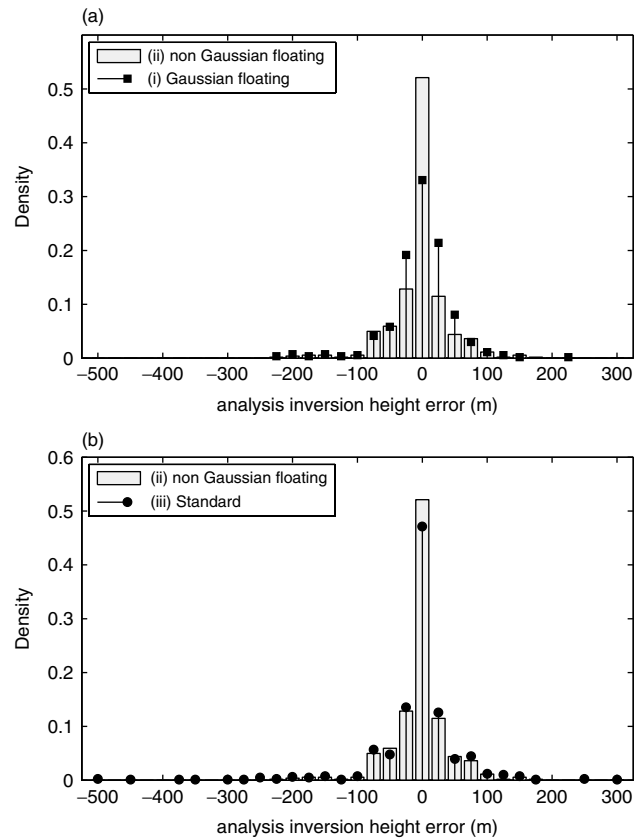 (a)
(ii) non Gaussian floating
(i) Gaussian floating
0.5
0.4
0.3
0.2
0.1
0
Density
−500 −400 −300 −200 −100 0 100 200 300
analysis inversion height error (m)
(b)
0.6
(ii) non Gaussian floating
(iii) Standard
0.5
0.4
0.3
0.2
0.1
0
Density
−500 −400 −300 −200 −100 0 100 200 300
analysis inversion height error (m)